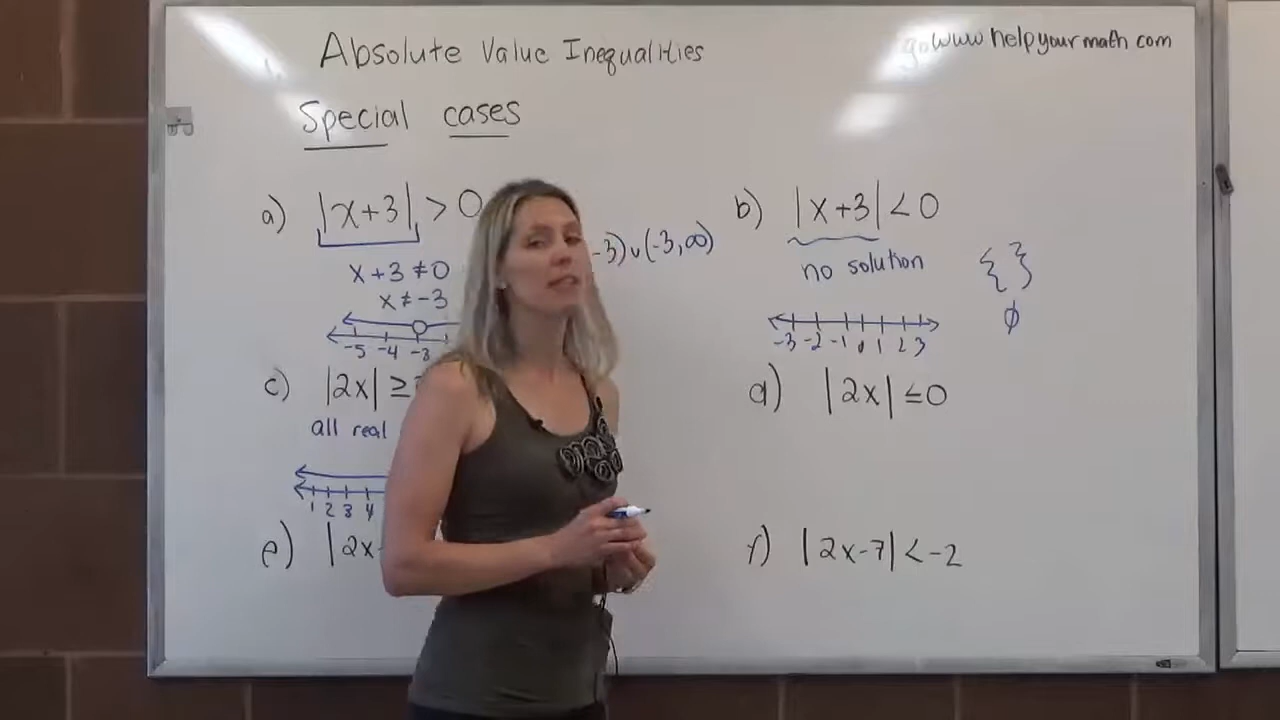 Absolute Value Inequalities
go www helpyourmath com
Special cases
a) |x+3| > 0
-3)∪(-3,∞)
x+3 ≠ 0
x ≠ -3
-5 -4 -3
b) |x+3| < 0
no solution
{ }
ϕ
-3 -2 -1 0 1 2 3
c) |2x| ≥
all real
1 2 3 4
d) |2x| ≤ 0
e) |2x-
f) |2x-7| < -2